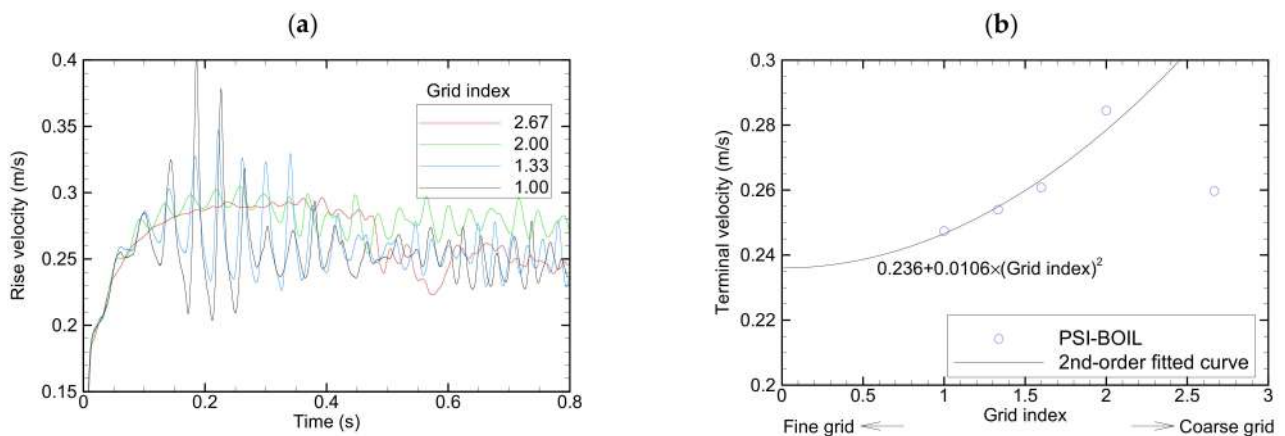 (a)
0.4
0.35
0.3
0.25
0.2
0.15
Rise velocity (m/s)
Grid index
2.67
2.00
1.33
1.00
0
0.2
0.4
0.6
0.8
Time (s)
(b)
0.3
0.28
0.26
0.24
0.22
0.2
Terminal velocity (m/s)
0.236+0.0106×(Grid index)²
PSI-BOIL
2nd-order fitted curve
0
0.5
1
1.5
2
2.5
3
Grid index
Fine grid
Coarse grid